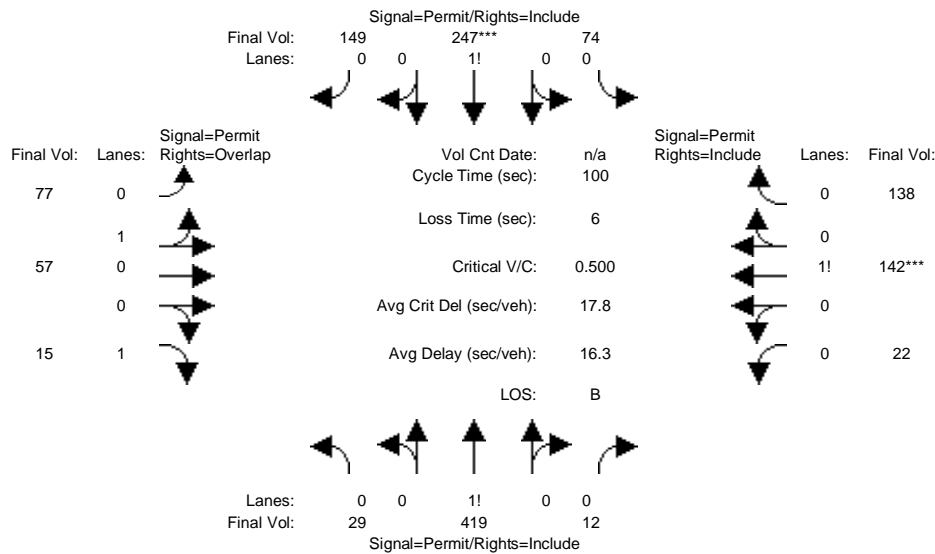 Signal=Permit/Rights=Include
Final Vol: 149 247*** 74
Lanes: 0 0 1! 0 0
Signal=Permit Signal=Permit
Final Vol: Lanes: Rights=Overlap Vol Cnt Date: n/a Rights=Include Lanes: Final Vol:
Cycle Time (sec): 100
77 0 0 138
Loss Time (sec): 6
1 0
57 0 Critical V/C: 0.500 1! 142***
0 Avg Crit Del (sec/veh): 17.8 0
15 1 Avg Delay (sec/veh): 16.3 0 22
LOS: B
Lanes: 0 0 1! 0 0
Final Vol: 29 419 12
Signal=Permit/Rights=Include